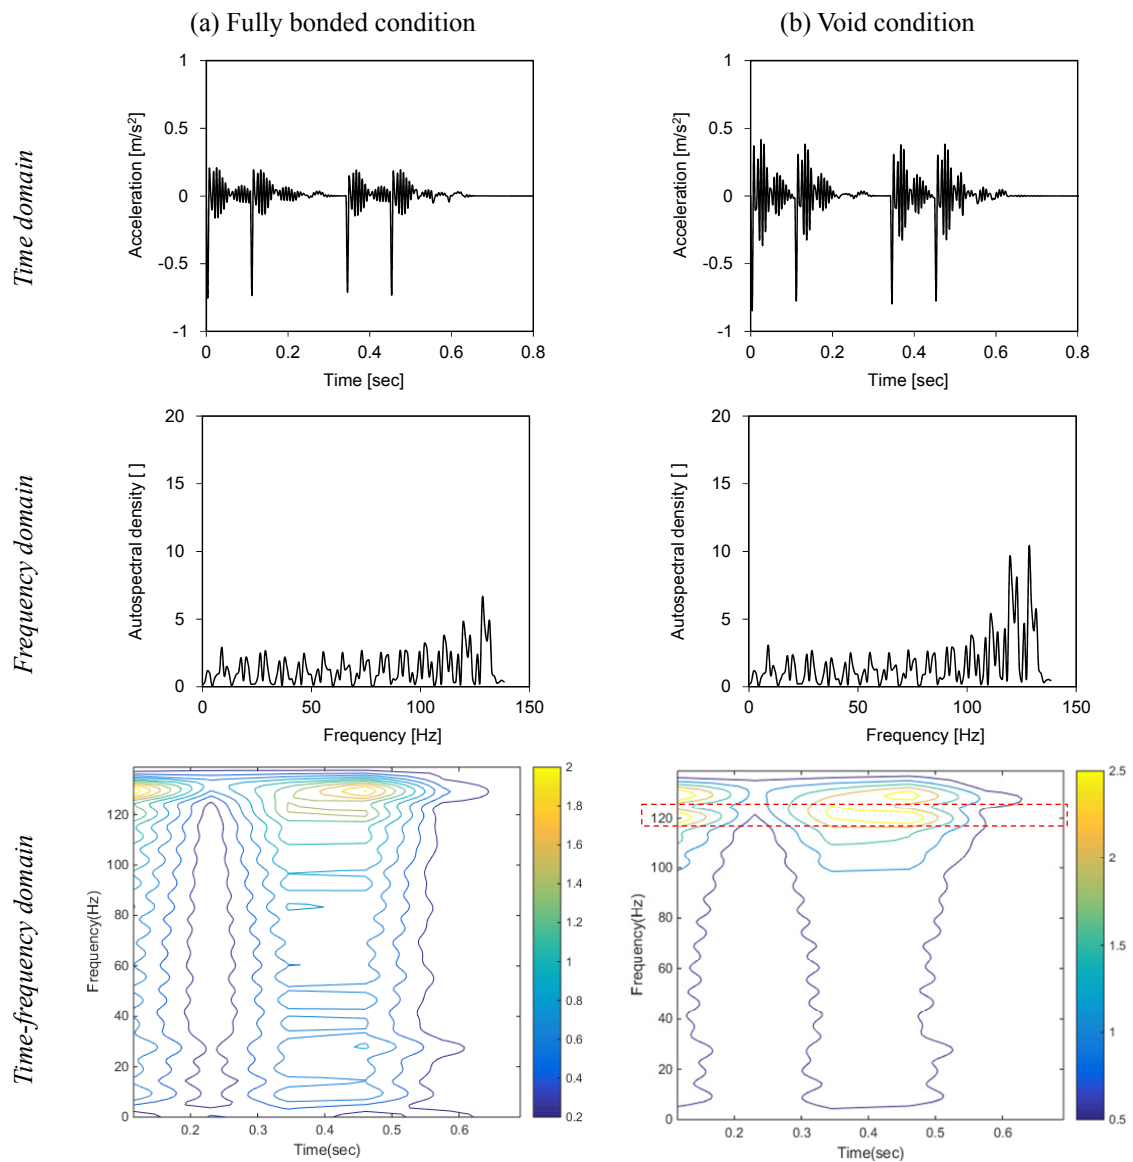 (a) Fully bonded condition
(b) Void condition
Time domain
Acceleration [m/s²]
1
0.5
0
-0.5
-1
0 0.2 0.4 0.6 0.8
Time [sec]
Acceleration [m/s²]
1
0.5
0
-0.5
-1
0 0.2 0.4 0.6 0.8
Time [sec]
Frequency domain
Autospectral density [ ]
20
15
10
5
0
0 50 100 150
Frequency [Hz]
Autospectral density [ ]
20
15
10
5
0
0 50 100 150
Frequency [Hz]
Time-frequency domain
Frequency(Hz)
120
100
80
60
40
20
0
0.2 0.3 0.4 0.5 0.6
Time(sec)
2
1.8
1.6
1.4
1.2
1
0.8
0.6
0.4
0.2
Frequency(Hz)
120
100
80
60
40
20
0
0.2 0.3 0.4 0.5 0.6
Time(sec)
2.5
2
1.5
1
0.5